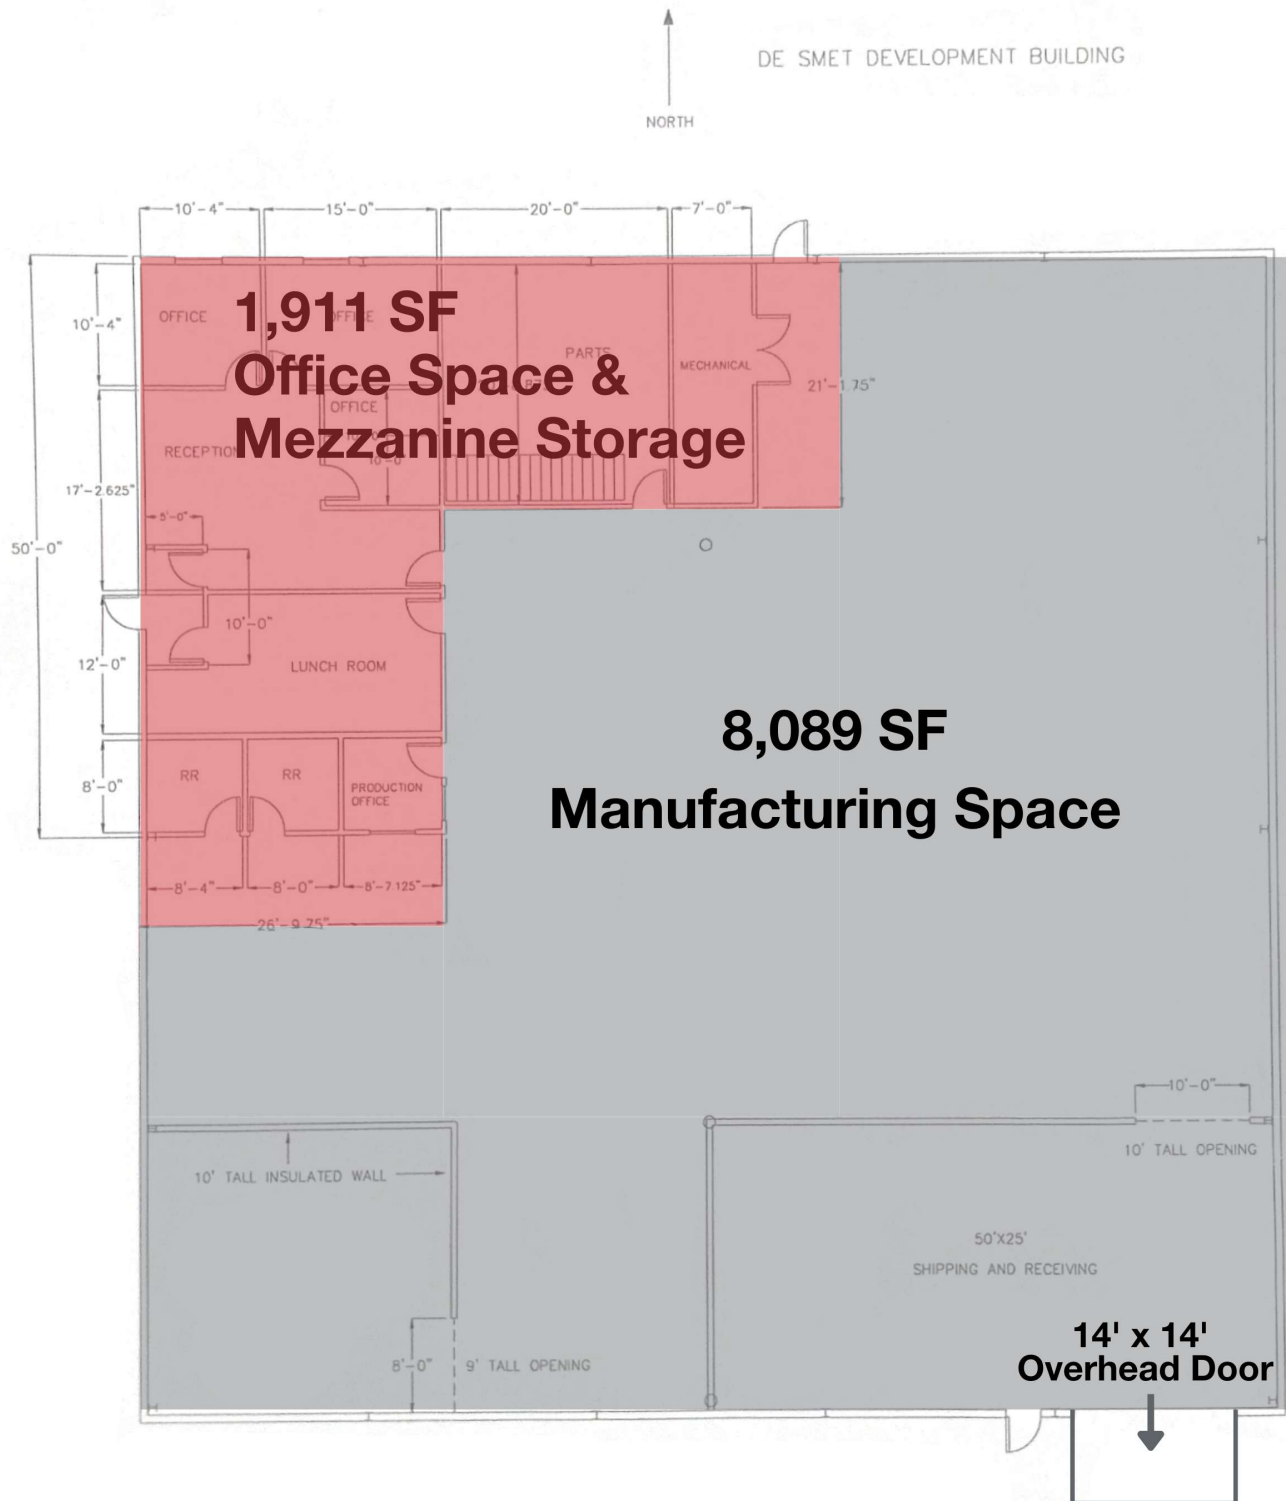 DE SMET DEVELOPMENT BUILDING
NORTH
10'-4" 15'-0" 20'-0" 7'-0"
OFFICE
OFFICE
1,911 SF
Office Space &
Mezzanine Storage
10'-4"
PARTS
MECHANICAL
21'-1.75"
OFFICE
10'-0"
RECEPTION
17'-2.625"
5'-0"
50'-0"
10'-0"
12'-0"
LUNCH ROOM
8,089 SF
Manufacturing Space
8'-0"
RR
RR
PRODUCTION
OFFICE
8'-4" 8'-0" 8'-7.125"
26'-9.75"
10'-0"
10' TALL OPENING
10' TALL INSULATED WALL
50'X25'
SHIPPING AND RECEIVING
14' x 14'
Overhead Door
8'-0"
9' TALL OPENING